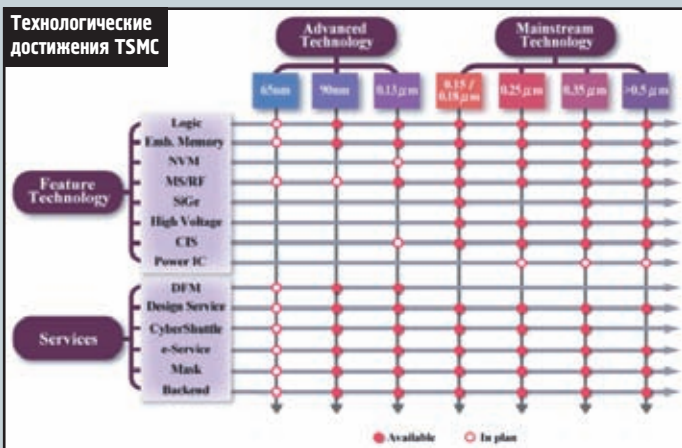 Технологические
достижения TSMC
Advanced
Technology
Mainstream
Technology
65nm
90nm
0.13μm
0.15 /
0.18μm
0.25μm
0.35μm
>0.5μm
Feature
Technology
Logic
Emb. Memory
NVM
MS/RF
SiGe
High Voltage
CIS
Power IC
Services
DFM
Design Service
CyberShuttle
e-Service
Mask
Backend
Available
In plan